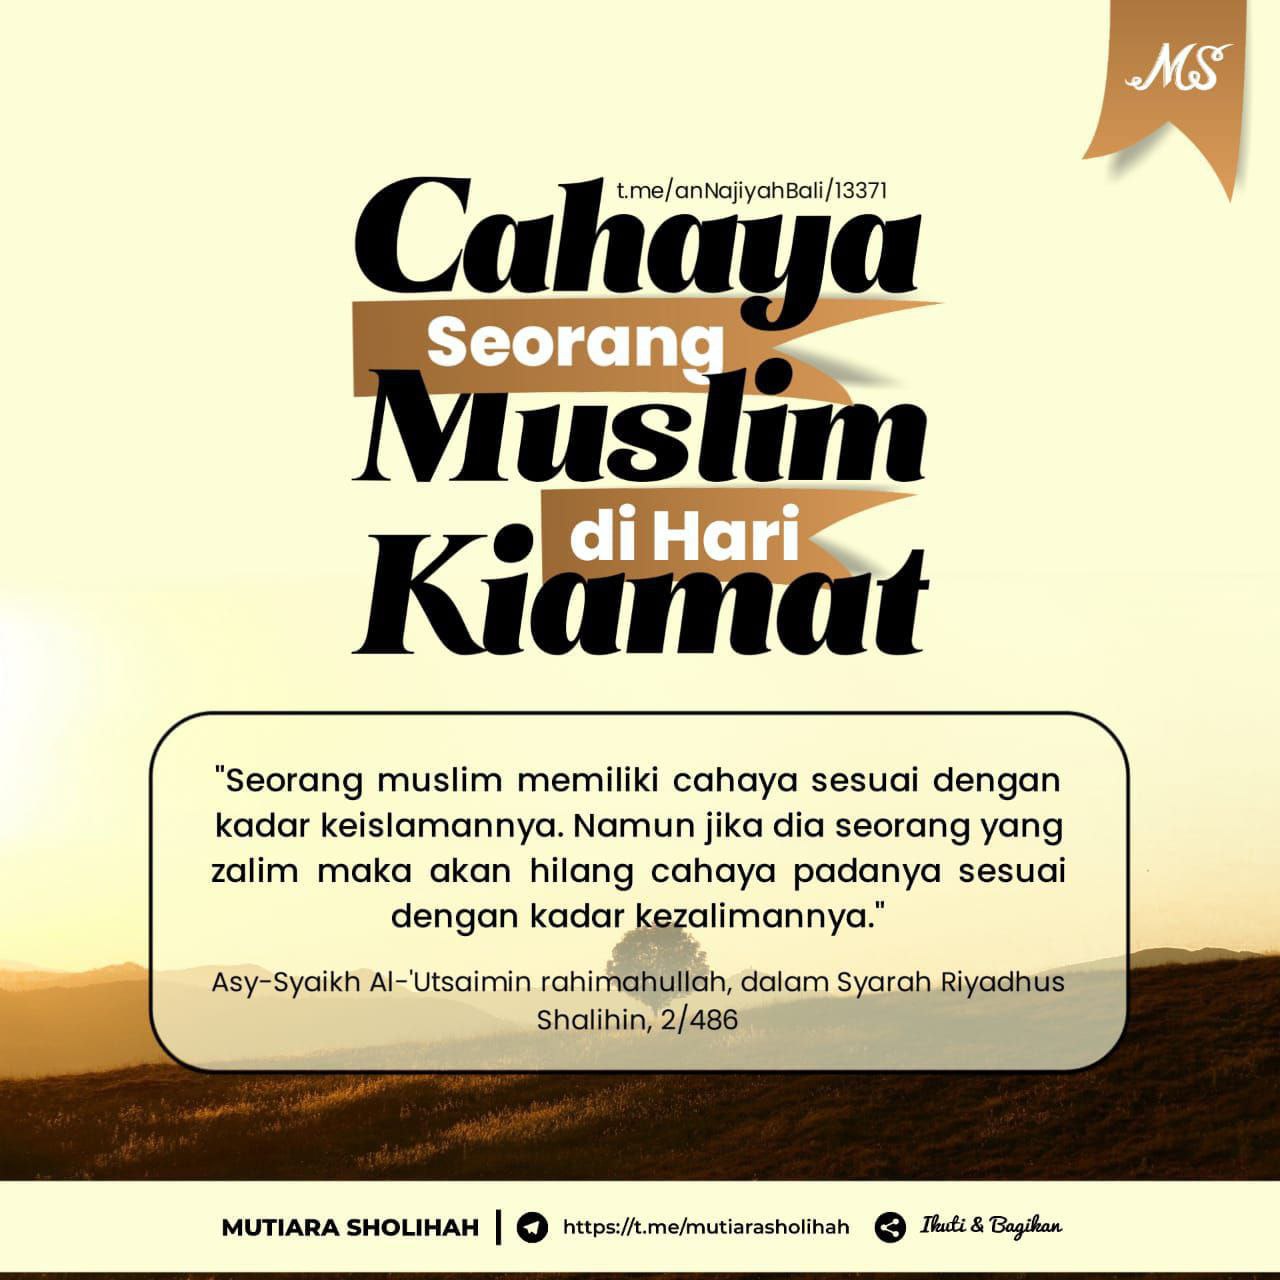 MS
t.me/anNajiyahBali/13371
Cahaya
Seorang
Muslim
di Hari
Kiamat
"Seorang muslim memiliki cahaya sesuai dengan
kadar keislamannya. Namun jika dia seorang yang
zalim maka akan hilang cahaya padanya sesuai
dengan kadar kezalimannya."
Asy-Syaikh Al-'Utsaimin rahimahullah, dalam Syarah Riyadhus
Shalihin, 2/486
MUTIARA SHOLIHAH | https://t.me/mutiarasholihah Ikuti & Bagikan